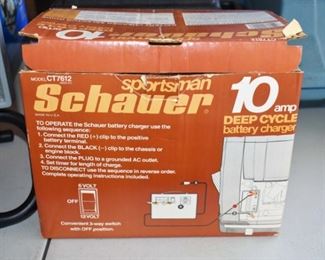 10
MODEL CT7612
sportsman
Schauer
MADE IN U.S.A.
10 amp
DEEP CYCLE
battery charger
TO OPERATE the Schauer battery charger use the
following sequence:
1. Connect the RED (+) clip to the positive
battery terminal.
2. Connect the BLACK (-) clip to the chassis or
engine block.
3. Connect the PLUG to a grounded AC outlet.
4. Set timer for length of charge.
TO DISCONNECT use the sequence in reverse order.
Complete operating instructions included.
6 VOLT
OFF
12 VOLT
Convenient 3-way switch
with OFF position.